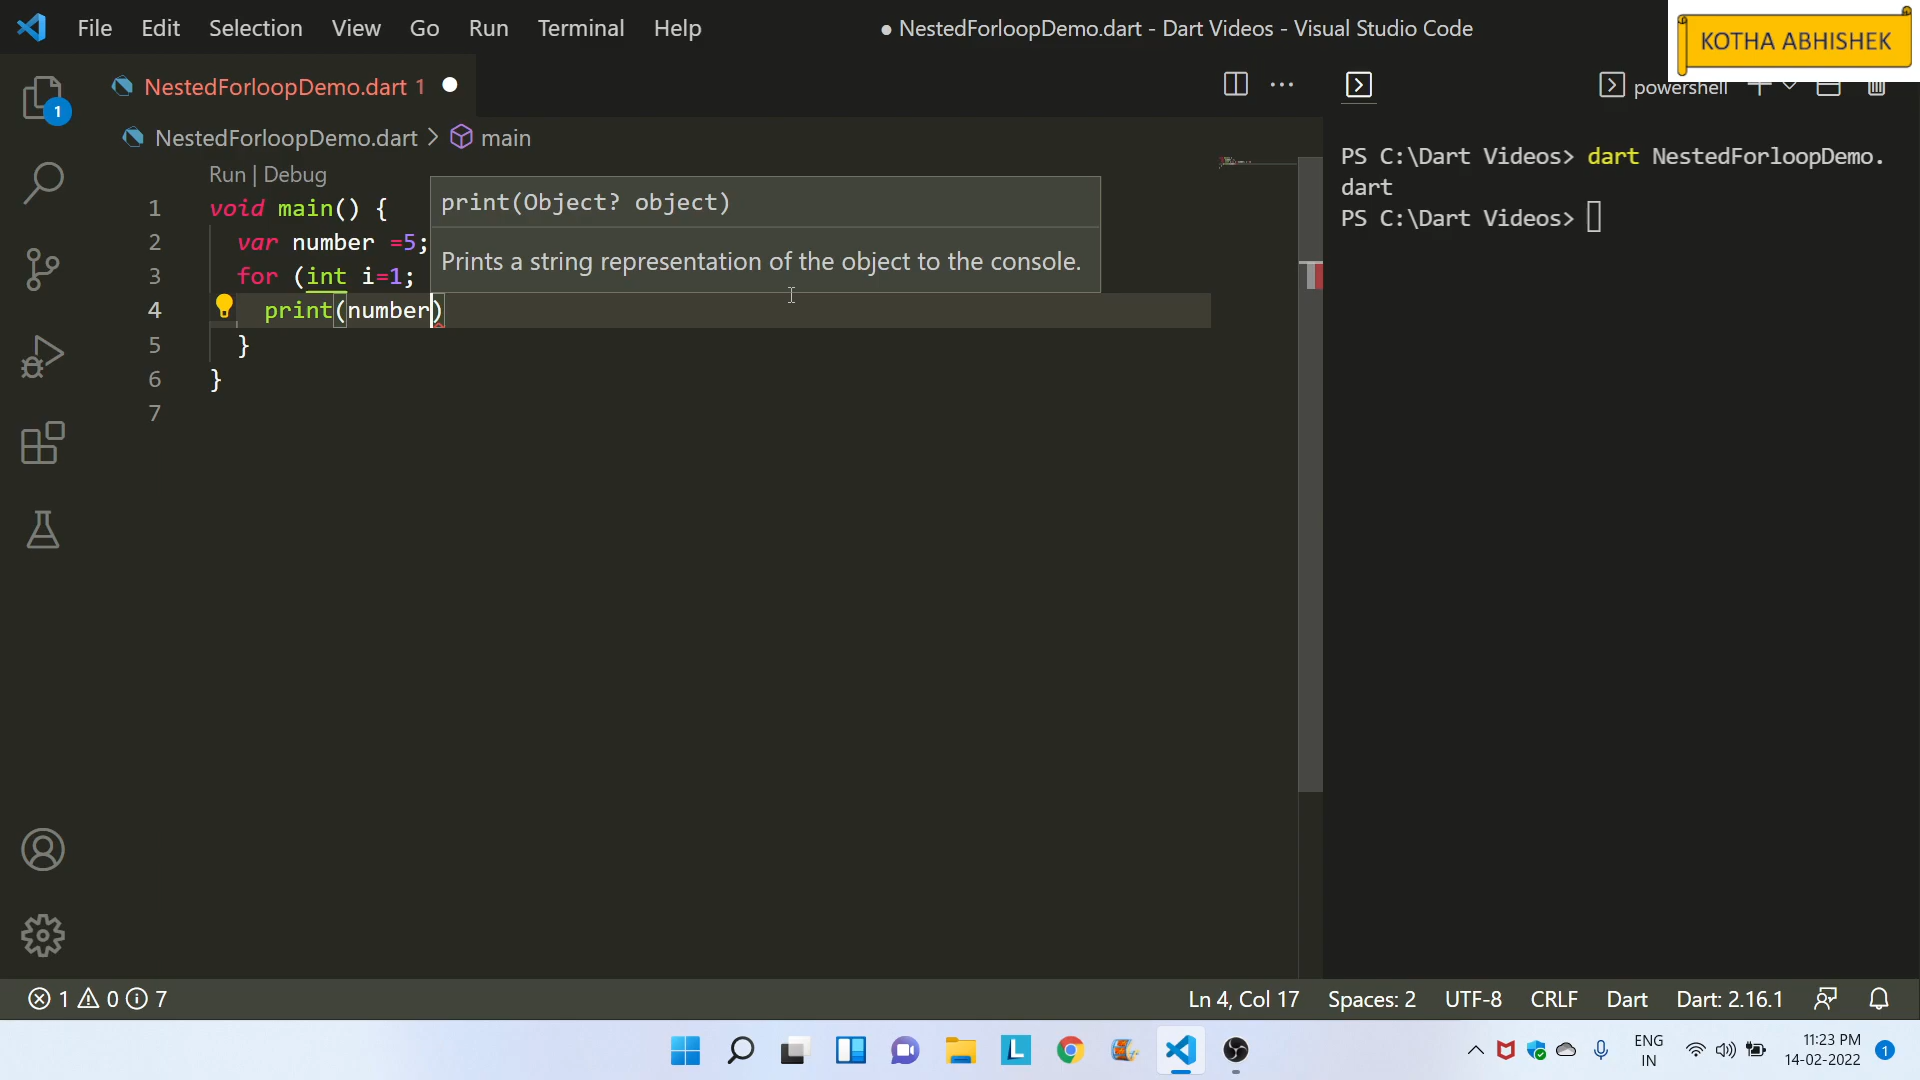 File Edit Selection View Go Run Terminal Help
● NestedForloopDemo.dart - Dart Videos - Visual Studio Code
KOTHA ABHISHEK
1
NestedForloopDemo.dart 1
powershell
NestedForloopDemo.dart > main
Run | Debug
1 void main() {
2 var number =5;
3 for (int i=1;
4 print(number)
5 }
6 }
7
print(Object? object)
Prints a string representation of the object to the console.
PS C:\Dart Videos> dart NestedForloopDemo.
dart
PS C:\Dart Videos>
1 0 7
Ln 4, Col 17 Spaces: 2 UTF-8 CRLF Dart Dart: 2.16.1
L
ENG
IN
11:23 PM
14-02-2022
1